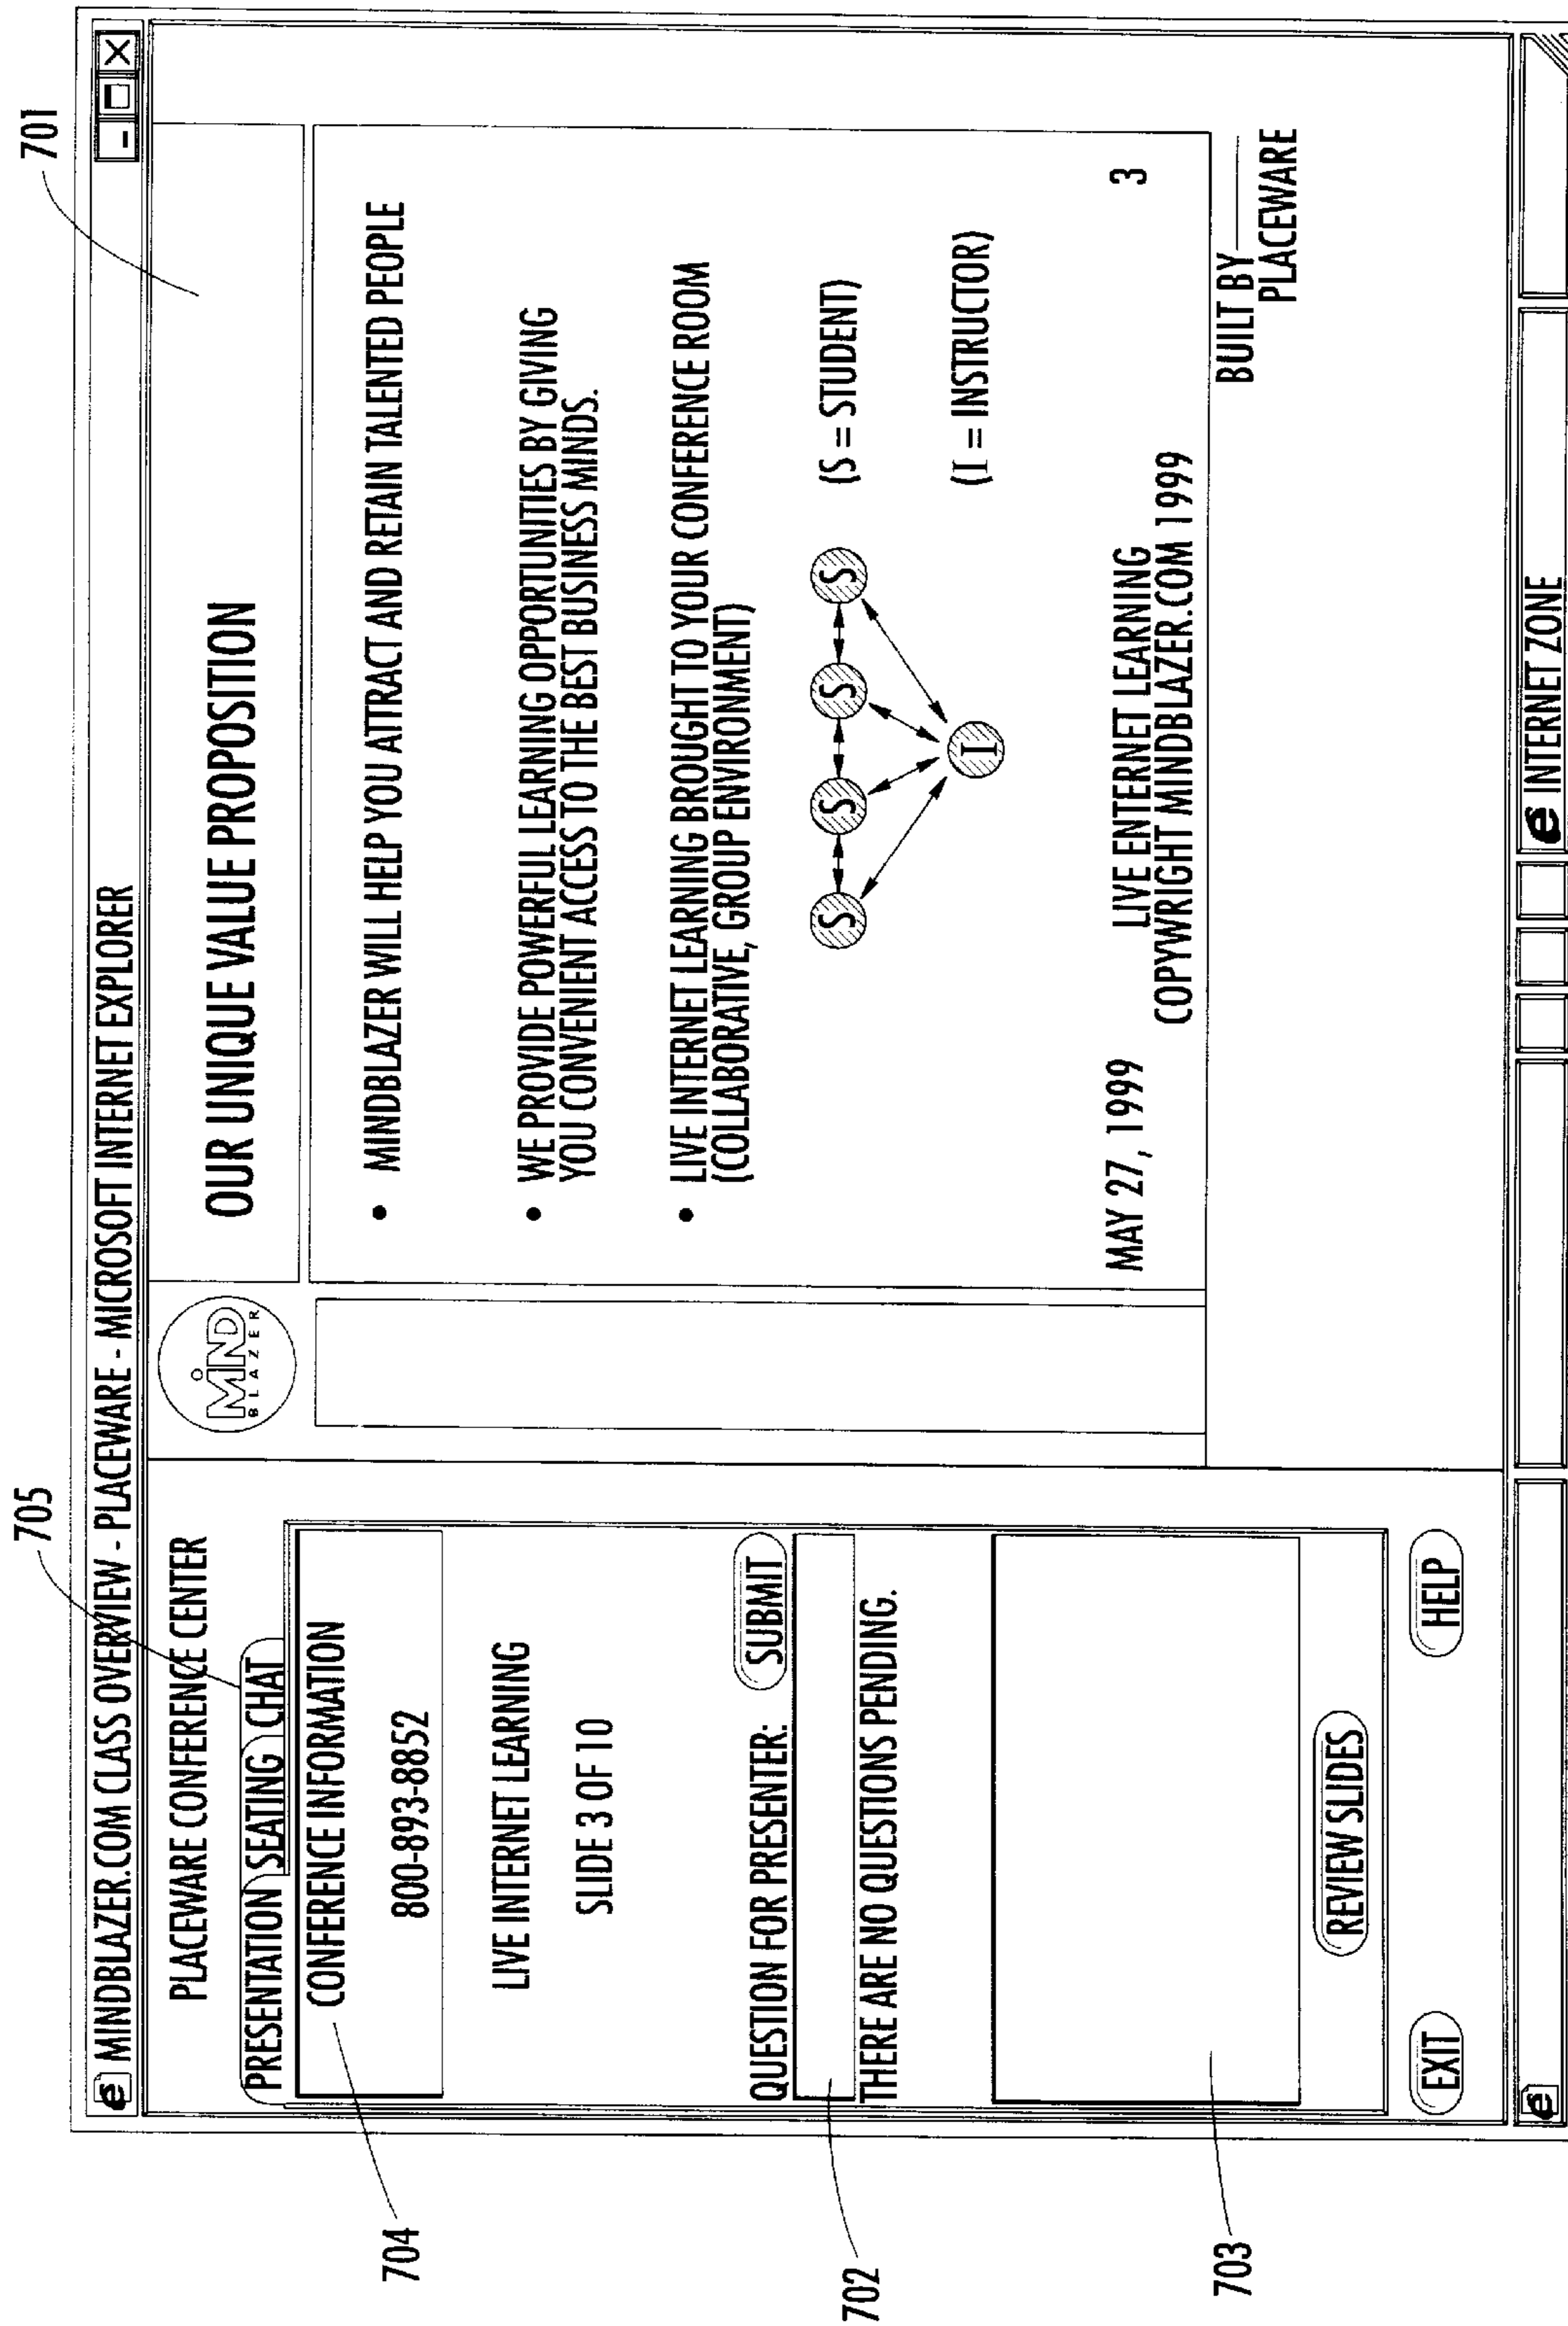 MINDBLAZER.COM CLASS OVERVIEW - PLACEWARE - MICROSOFT INTERNET EXPLORER
705
701
PLACEWARE CONFERENCE CENTER
PRESENTATION SEATING CHAT
CONFERENCE INFORMATION
800-893-8852
704
LIVE INTERNET LEARNING
SLIDE 3 OF 10
QUESTION FOR PRESENTER:
SUBMIT
702
THERE ARE NO QUESTIONS PENDING.
703
REVIEW SLIDES
EXIT
HELP
MIND
BLAZER
OUR UNIQUE VALUE PROPOSITION
• MINDBLAZER WILL HELP YOU ATTRACT AND RETAIN TALENTED PEOPLE
• WE PROVIDE POWERFUL LEARNING OPPORTUNITIES BY GIVING
YOU CONVENIENT ACCESS TO THE BEST BUSINESS MINDS.
• LIVE INTERNET LEARNING BROUGHT TO YOUR CONFERENCE ROOM
(COLLABORATIVE, GROUP ENVIRONMENT)
S S S S
(S = STUDENT)
I
(I = INSTRUCTOR)
MAY 27, 1999
LIVE ENTERNET LEARNING
COPYWRIGHT MINDBLAZER.COM 1999
3
BUILT BY
PLACEWARE
INTERNET ZONE